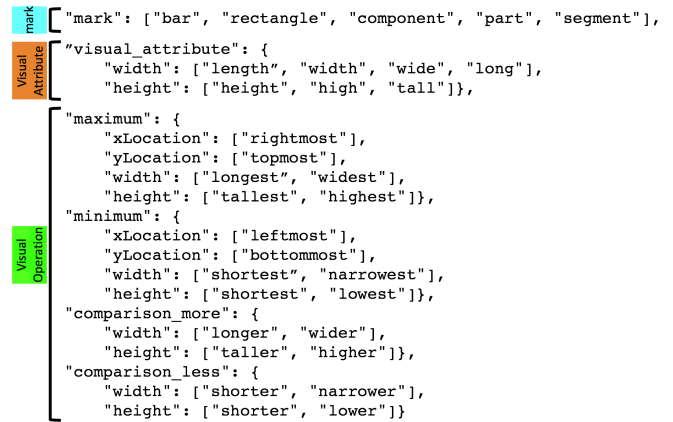 mark
"mark": ["bar", "rectangle", "component", "part", "segment"],
Visual
Attribute
”visual_attribute": {
"width": ["length”, "width", "wide", "long"],
"height": ["height", "high", "tall"]},
Visual
Operation
"maximum": {
"xLocation": ["rightmost"],
"yLocation": ["topmost"],
"width": ["longest”, "widest"],
"height": ["tallest", "highest"]},
"minimum": {
"xLocation": ["leftmost"],
"yLocation": ["bottommost"],
"width": ["shortest”, "narrowest"],
"height": ["shortest", "lowest"]},
"comparison_more": {
"width": ["longer", "wider"],
"height": ["taller", "higher"]},
"comparison_less": {
"width": ["shorter", "narrower"],
"height": ["shorter", "lower"]}